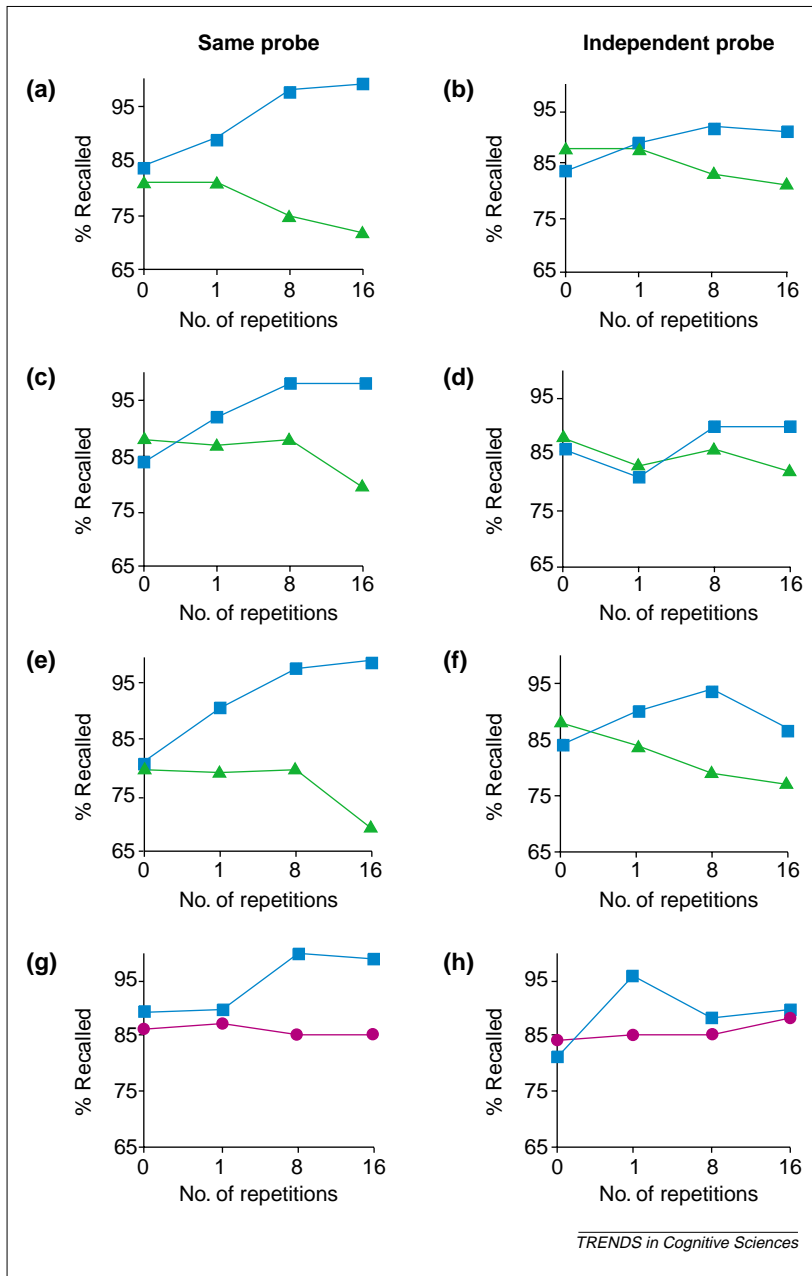 Same probe Independent probe
(a) (b)
95 95
85 85
75 75
65 65
% Recalled % Recalled
0 1 8 16 0 1 8 16
No. of repetitions No. of repetitions
(c) (d)
95 95
85 85
75 75
65 65
% Recalled % Recalled
0 1 8 16 0 1 8 16
No. of repetitions No. of repetitions
(e) (f)
95 95
85 85
75 75
65 65
% Recalled % Recalled
0 1 8 16 0 1 8 16
No. of repetitions No. of repetitions
(g) (h)
95 95
85 85
75 75
65 65
% Recalled % Recalled
0 1 8 16 0 1 8 16
No. of repetitions No. of repetitions
TRENDS in Cognitive Sciences